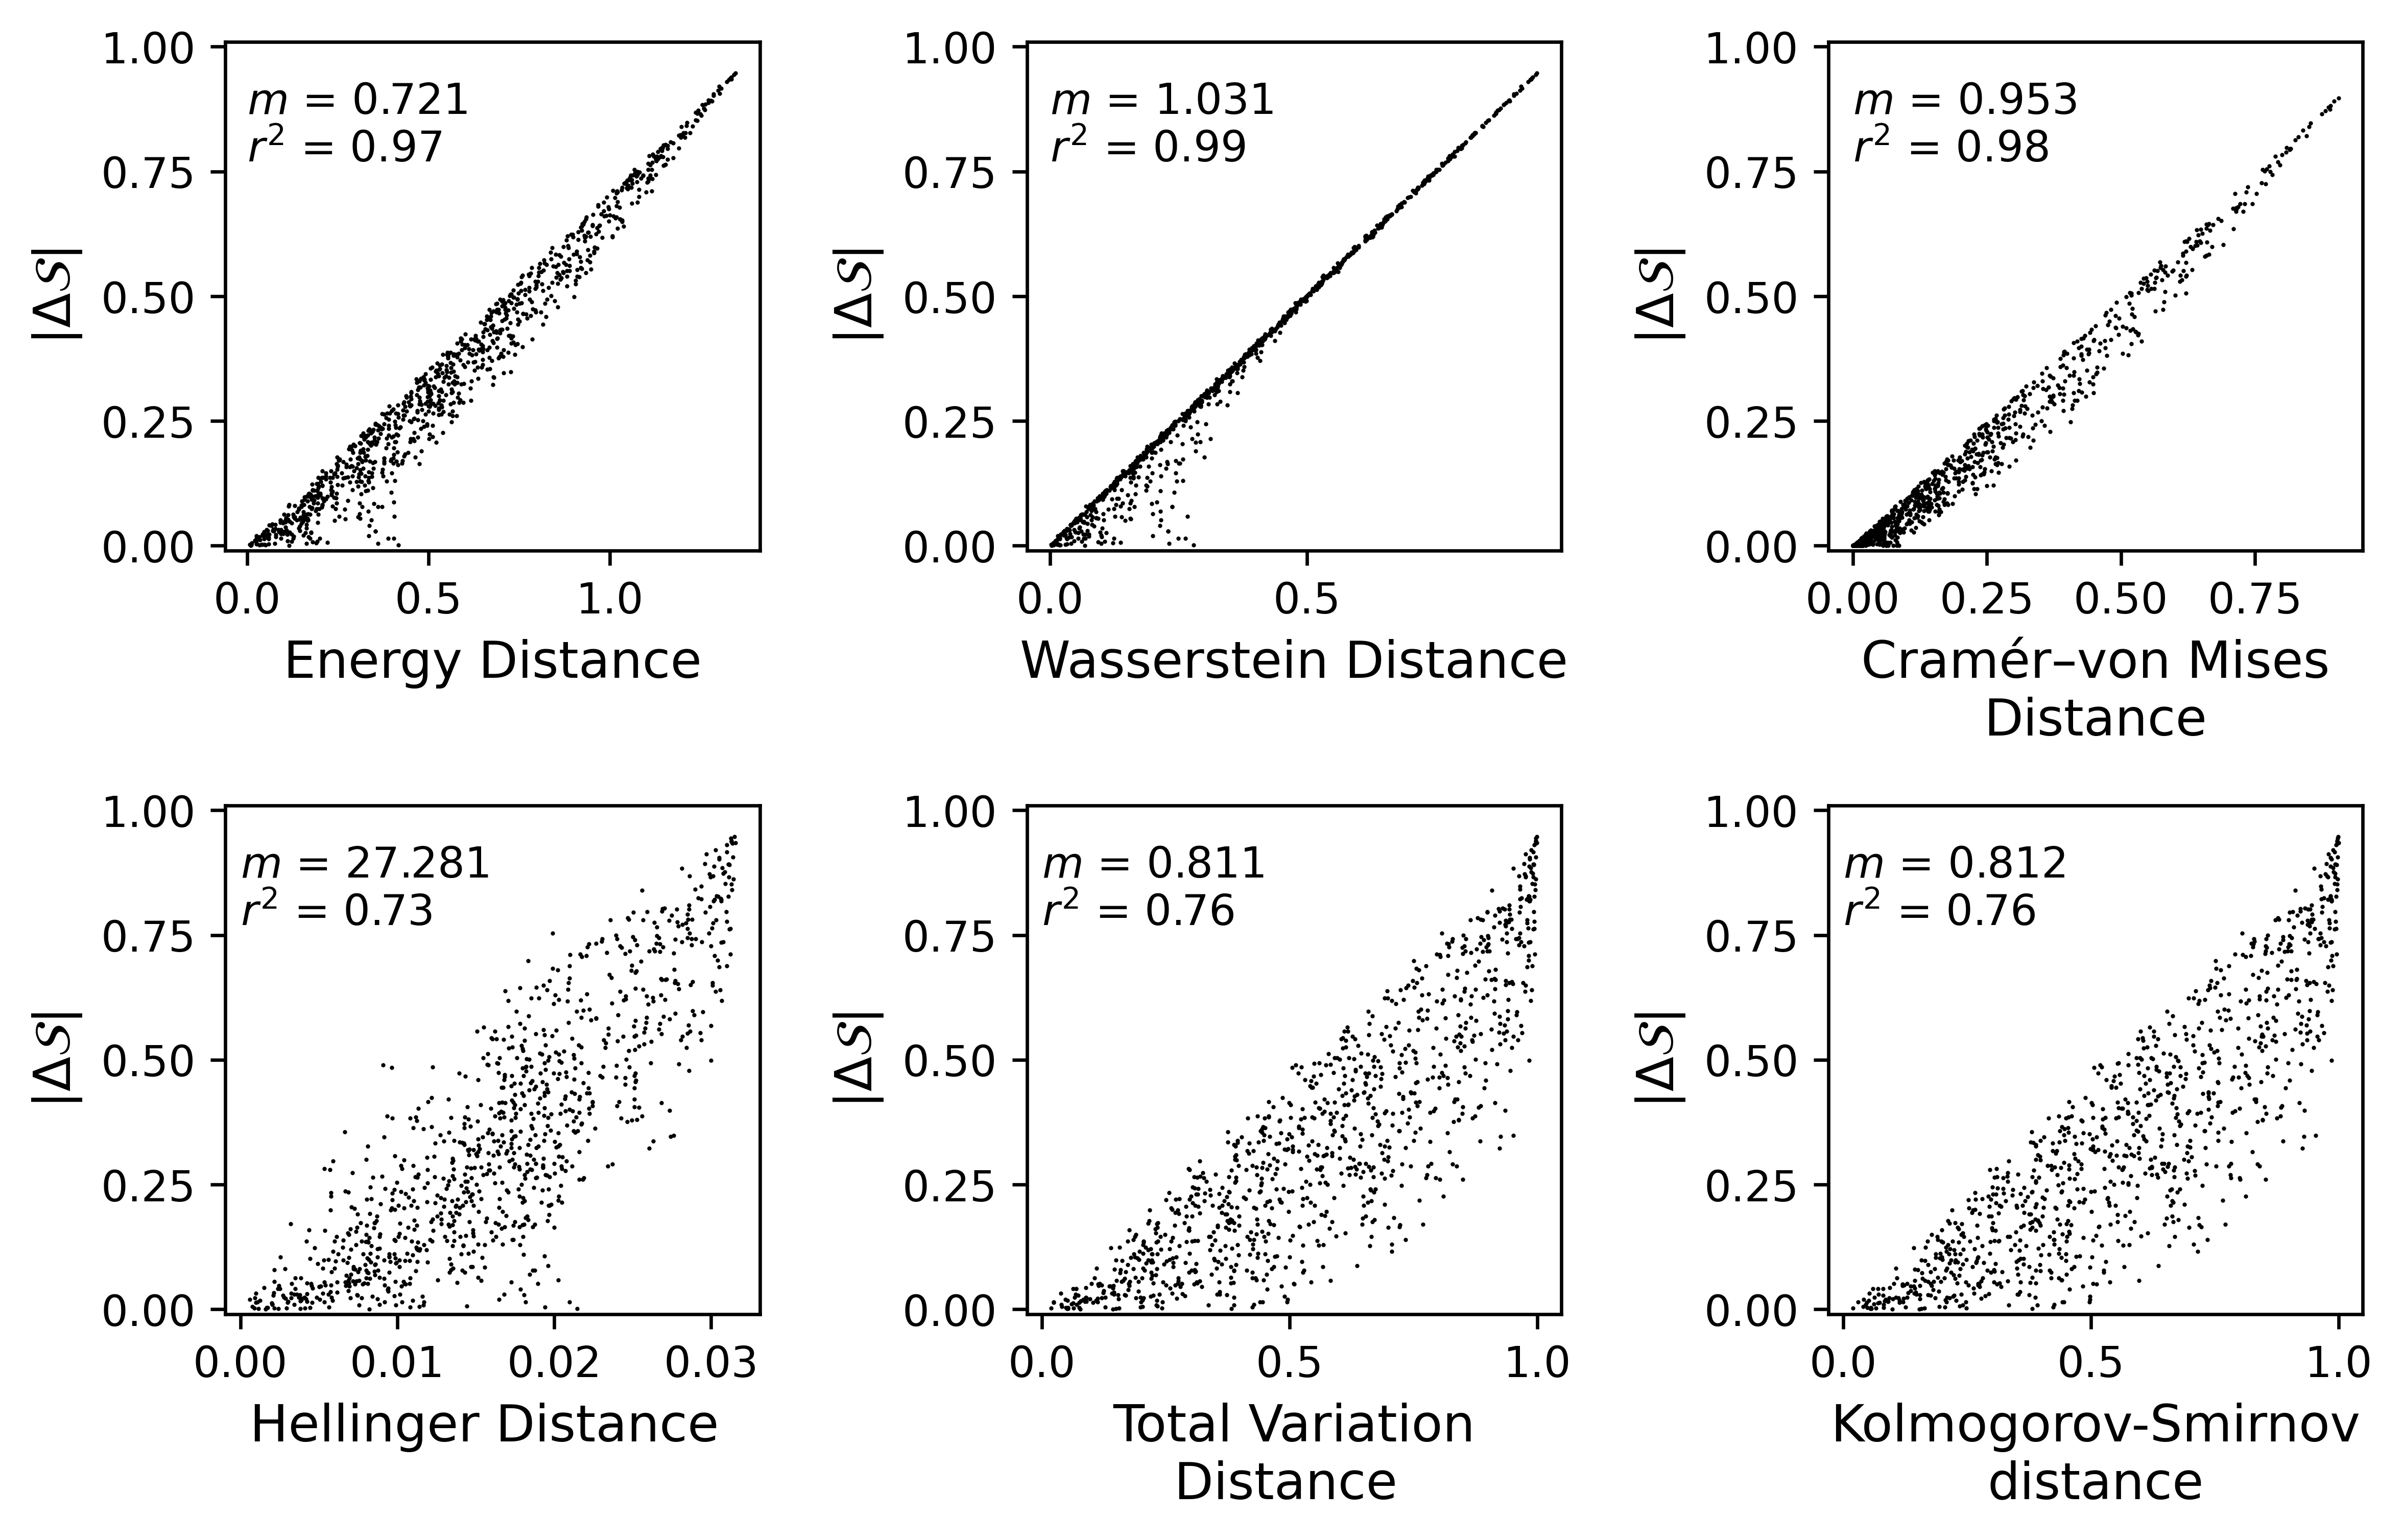 1.00
0.75
0.50
0.25
0.00
|Δ𝒮|
m = 0.721
r² = 0.97
0.0 0.5 1.0
Energy Distance
1.00
0.75
0.50
0.25
0.00
|Δ𝒮|
m = 1.031
r² = 0.99
0.0 0.5
Wasserstein Distance
1.00
0.75
0.50
0.25
0.00
|Δ𝒮|
m = 0.953
r² = 0.98
0.00 0.25 0.50 0.75
Cramér–von Mises
Distance
1.00
0.75
0.50
0.25
0.00
|Δ𝒮|
m = 27.281
r² = 0.73
0.00 0.01 0.02 0.03
Hellinger Distance
1.00
0.75
0.50
0.25
0.00
|Δ𝒮|
m = 0.811
r² = 0.76
0.0 0.5 1.0
Total Variation
Distance
1.00
0.75
0.50
0.25
0.00
|Δ𝒮|
m = 0.812
r² = 0.76
0.0 0.5 1.0
Kolmogorov-Smirnov
distance